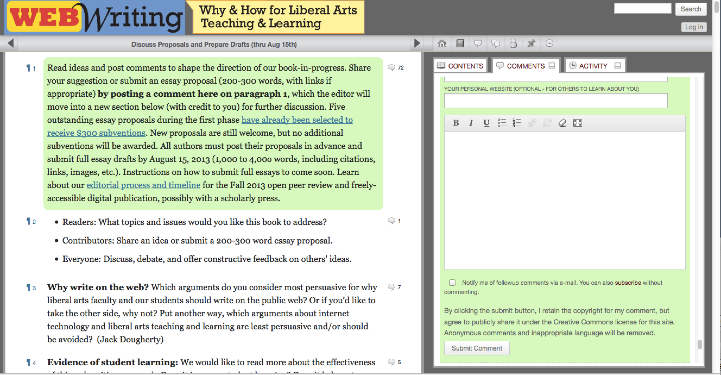 WEB Writing
Why & How for Liberal Arts
Teaching & Learning
Search
Log in
Discuss Proposals and Prepare Drafts (thru Aug 15th)
CONTENTS
COMMENTS
ACTIVITY
¶ 1
Read ideas and post comments to shape the direction of our book-in-progress. Share
your suggestion or submit an essay proposal (200-300 words, with links if
appropriate) by posting a comment here on paragraph 1, which the editor will
move into a new section below (with credit to you) for further discussion. Five
outstanding essay proposals during the first phase have already been selected to
receive $300 subventions. New proposals are still welcome, but no additional
subventions will be awarded. All authors must post their proposals in advance and
submit full essay drafts by August 15, 2013 (1,000 to 4,000 words, including citations,
links, images, etc.). Instructions on how to submit full essays to come soon. Learn
about our editorial process and timeline for the Fall 2013 open peer review and freely-
accessible digital publication, possibly with a scholarly press.
72
¶ 2
• Readers: What topics and issues would you like this book to address?
1
• Contributors: Share an idea or submit a 200-300 word essay proposal.
• Everyone: Discuss, debate, and offer constructive feedback on others' ideas.
¶ 3
Why write on the web? Which arguments do you consider most persuasive for why
7
liberal arts faculty and our students should write on the public web? Or if you'd like to
take the other side, why not? Put another way, which arguments about internet
technology and liberal arts teaching and learning are least persuasive and/or should
be avoided? (Jack Dougherty)
¶ 4
Evidence of student learning: We would like to read more about the effectiveness
5
YOUR PERSONAL WEBSITE (OPTIONAL - FOR OTHERS TO LEARN ABOUT YOU)
B I U
Notify me of followup comments via e-mail. You can also subscribe without
commenting.
By clicking the submit button, I retain the copyright for my comment, but
agree to publicly share it under the Creative Commons license for this site.
Anonymous comments and inappropriate language will be removed.
Submit Comment